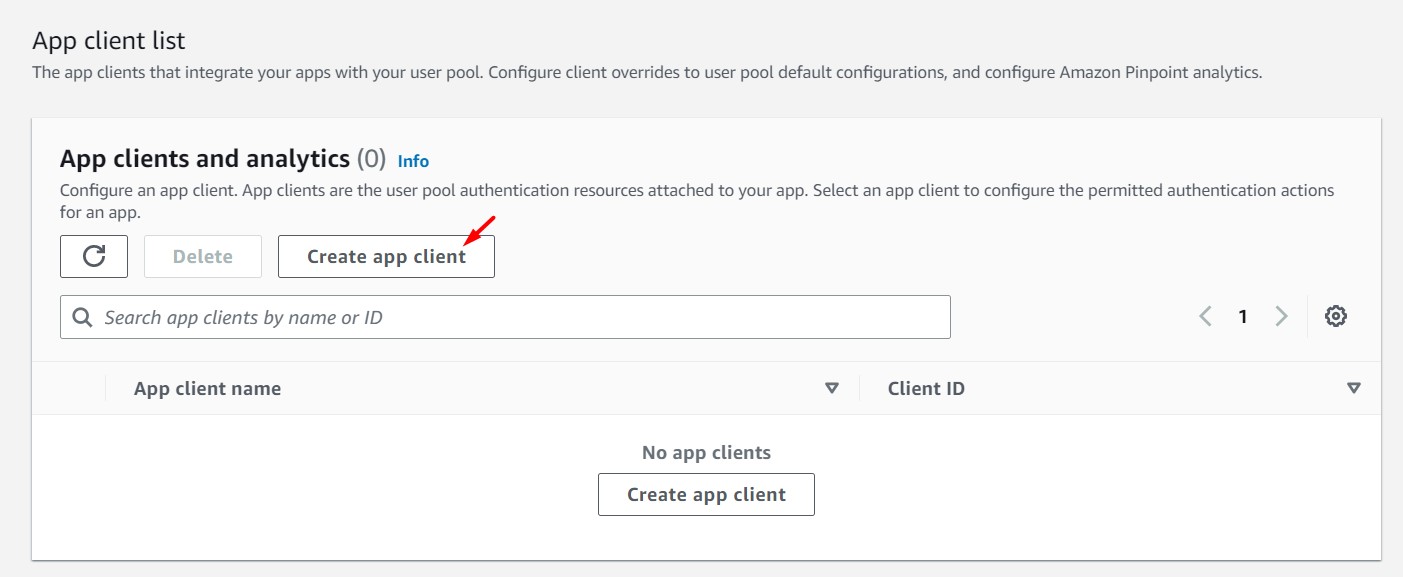 App client list
The app clients that integrate your apps with your user pool. Configure client overrides to user pool default configurations, and configure Amazon Pinpoint analytics.
App clients and analytics (0) Info
Configure an app client. App clients are the user pool authentication resources attached to your app. Select an app client to configure the permitted authentication actions
for an app.
Delete Create app client
Search app clients by name or ID 1
App client name Client ID
No app clients
Create app client